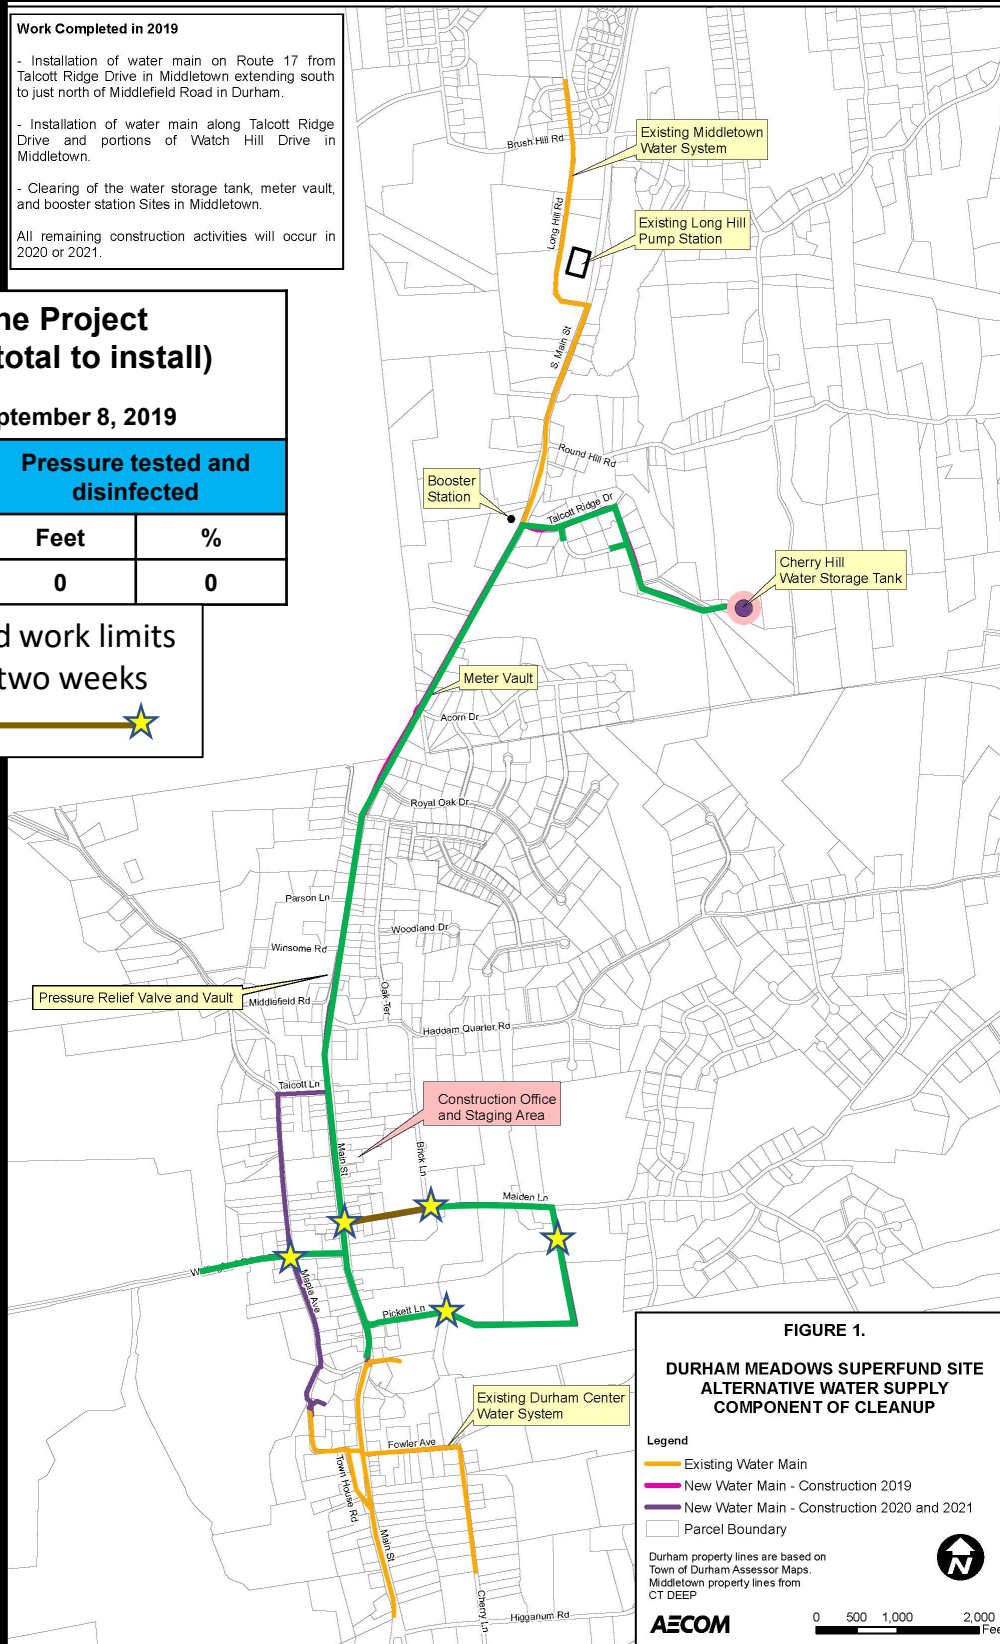 Work Completed in 2019
- Installation of water main on Route 17 from
Talcott Ridge Drive in Middletown extending south
to just north of Middlefield Road in Durham.
- Installation of water main along Talcott Ridge
Drive and portions of Watch Hill Drive in
Middletown.
- Clearing of the water storage tank, meter vault,
and booster station Sites in Middletown.
All remaining construction activities will occur in
2020 or 2021.
ne Project
total to install)
ptember 8, 2019
Pressure tested and
disinfected
Feet %
0 0
d work limits
two weeks
Brush Hill Rd
Existing Middletown
Water System
Long Hill Rd
Existing Long Hill
Pump Station
S. Main St
Round Hill Rd
Booster
Station
Talcott Ridge Dr
Cherry Hill
Water Storage Tank
Meter Vault
Acorn Dr
Royal Oak Dr
Parson Ln
Woodland Dr
Winsome Rd
Oak Ter
Pressure Relief Valve and Vault
Middlefield Rd
Haddam Quarter Rd
Talcott Ln
Construction Office
and Staging Area
Main St
Brick Ln
Maiden Ln
W
Maple Ave
Pickett Ln
Existing Durham Center
Water System
Fowler Ave
Town House Rd
Main St
Cherry Ln
Higganum Rd
FIGURE 1.
DURHAM MEADOWS SUPERFUND SITE
ALTERNATIVE WATER SUPPLY
COMPONENT OF CLEANUP
Legend
Existing Water Main
New Water Main - Construction 2019
New Water Main - Construction 2020 and 2021
Parcel Boundary
Durham property lines are based on
Town of Durham Assessor Maps.
Middletown property lines from
CT DEEP
N
AECOM
0 500 1,000 2,000
Fee